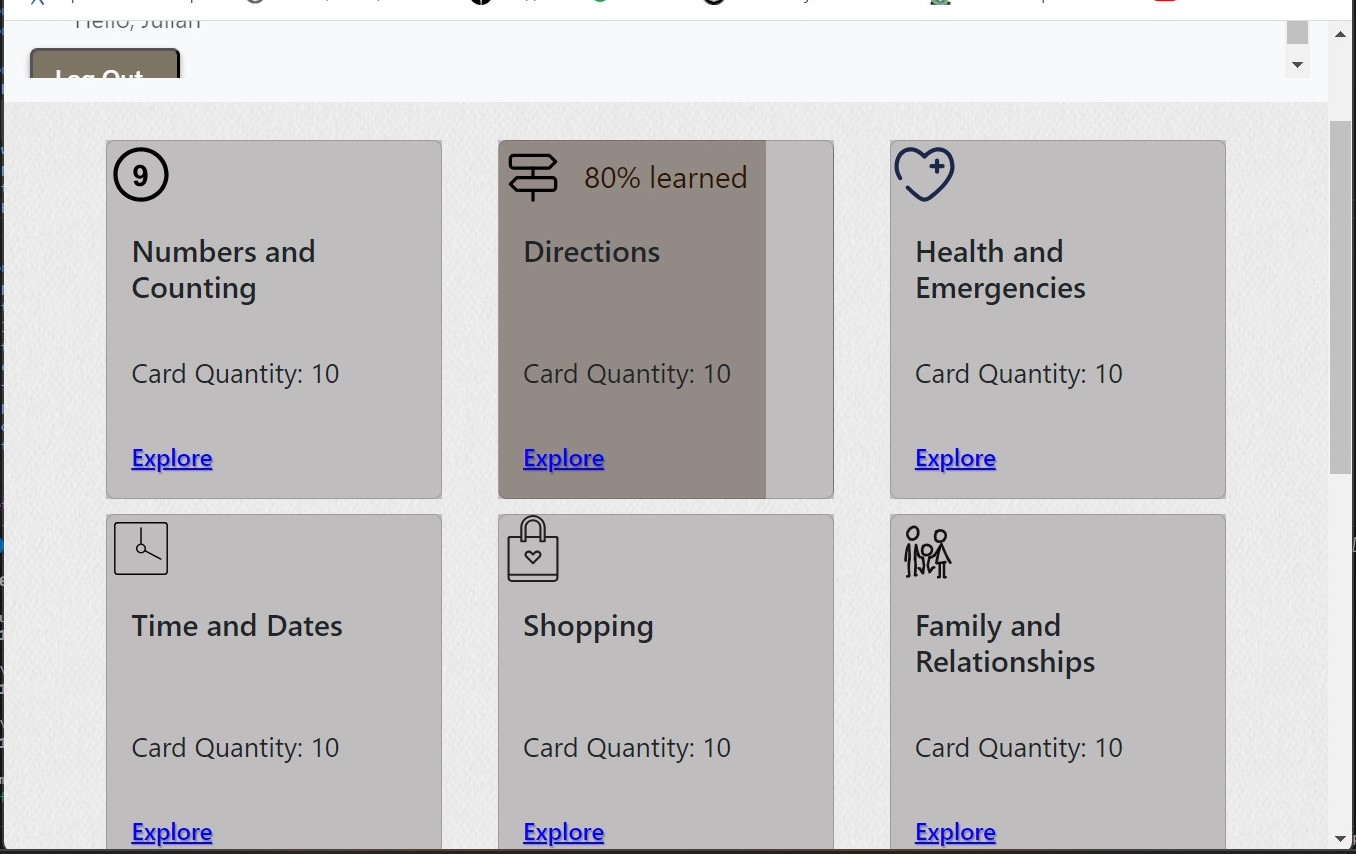 Hello, Julian
Log Out
9
80% learned
Numbers and
Counting
Directions
Health and
Emergencies
Card Quantity: 10
Card Quantity: 10
Card Quantity: 10
Explore
Explore
Explore
Time and Dates
Shopping
Family and
Relationships
Card Quantity: 10
Card Quantity: 10
Card Quantity: 10
Explore
Explore
Explore